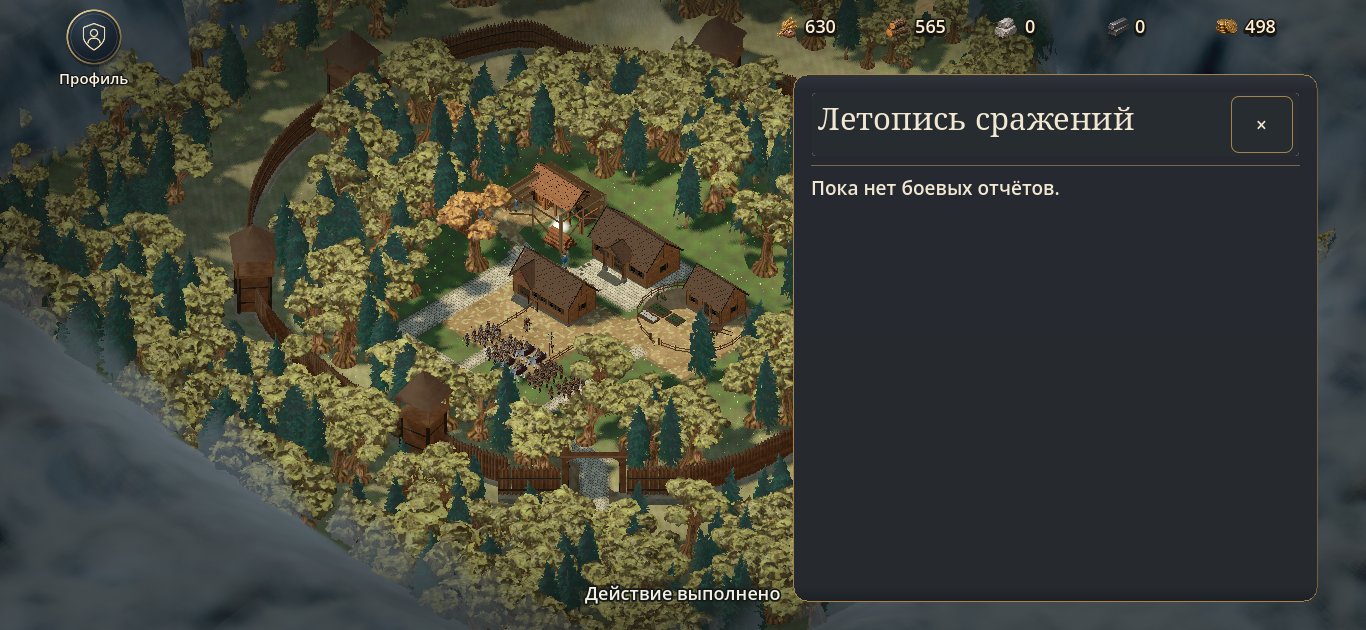 630 565 0 0 498
Профиль
Летопись сражений
×
Пока нет боевых отчётов.
Действие выполнено